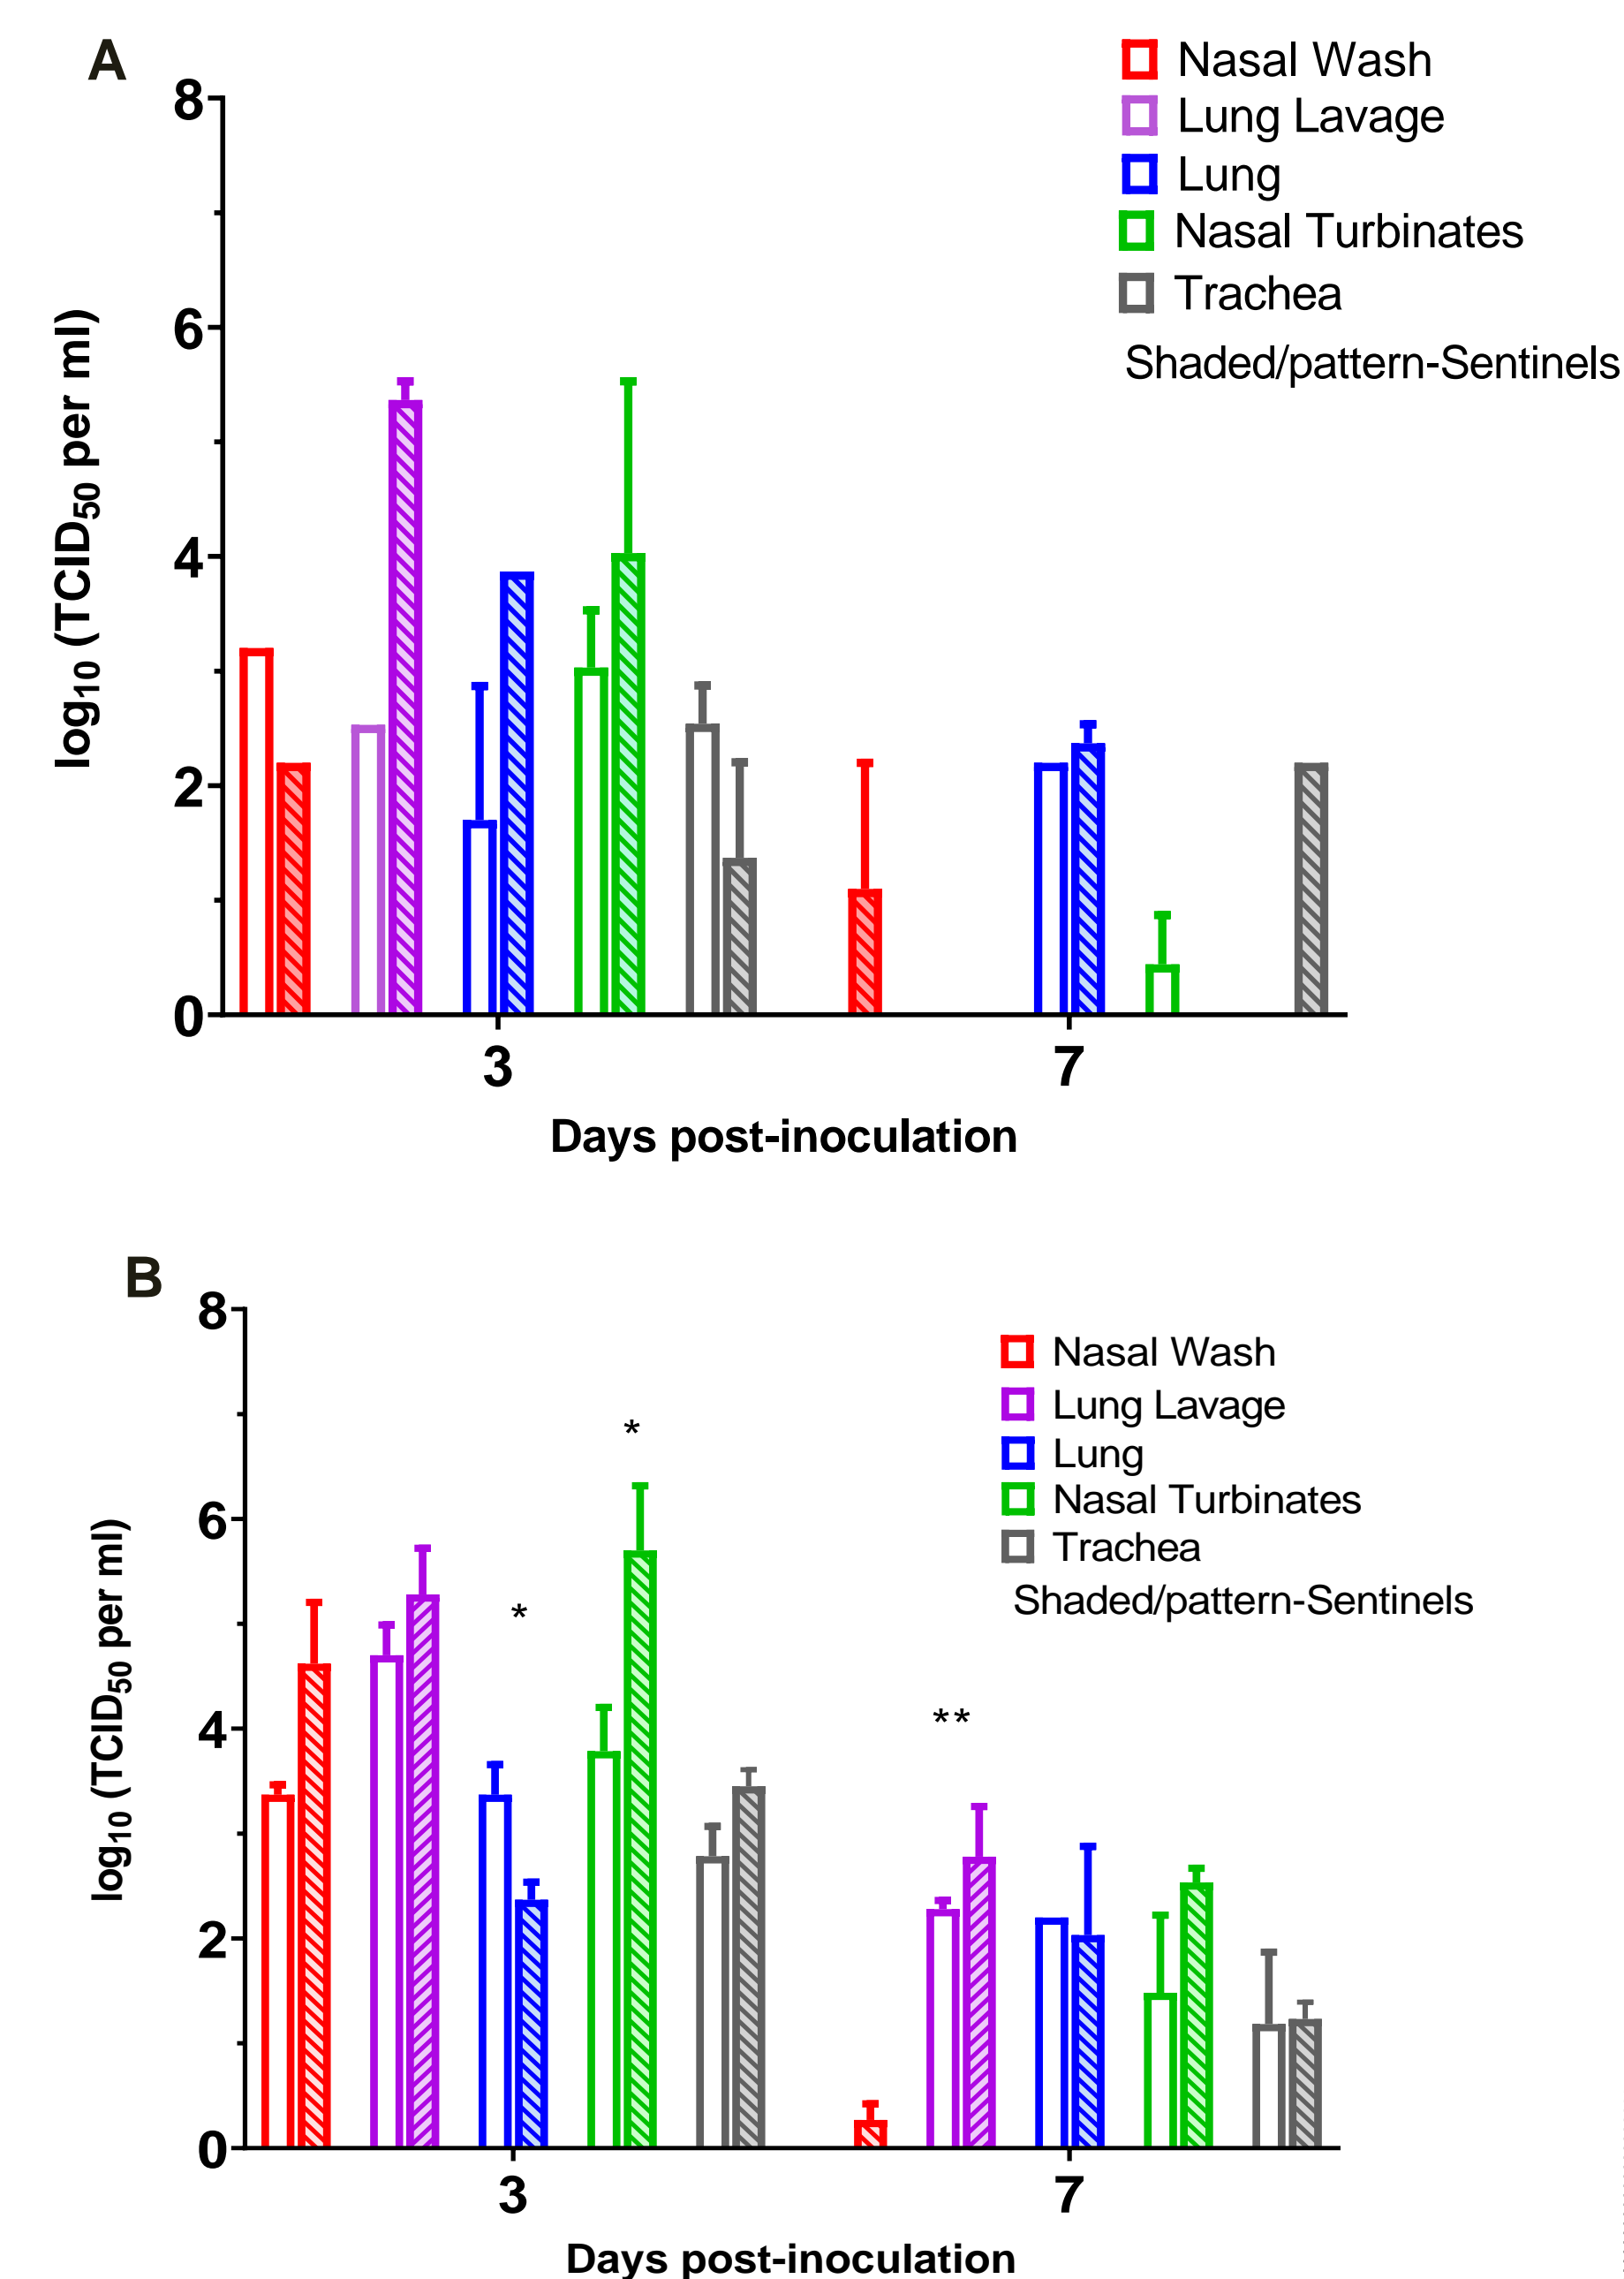 A
Nasal Wash
Lung Lavage
Lung
Nasal Turbinates
Trachea
Shaded/pattern-Sentinels
8
6
4
2
0
log10 (TCID50 per ml)
3 7
Days post-inoculation
B
Nasal Wash
Lung Lavage
Lung
Nasal Turbinates
Trachea
Shaded/pattern-Sentinels
8
6
4
2
0
log10 (TCID50 per ml)
*
*
**
3 7
Days post-inoculation